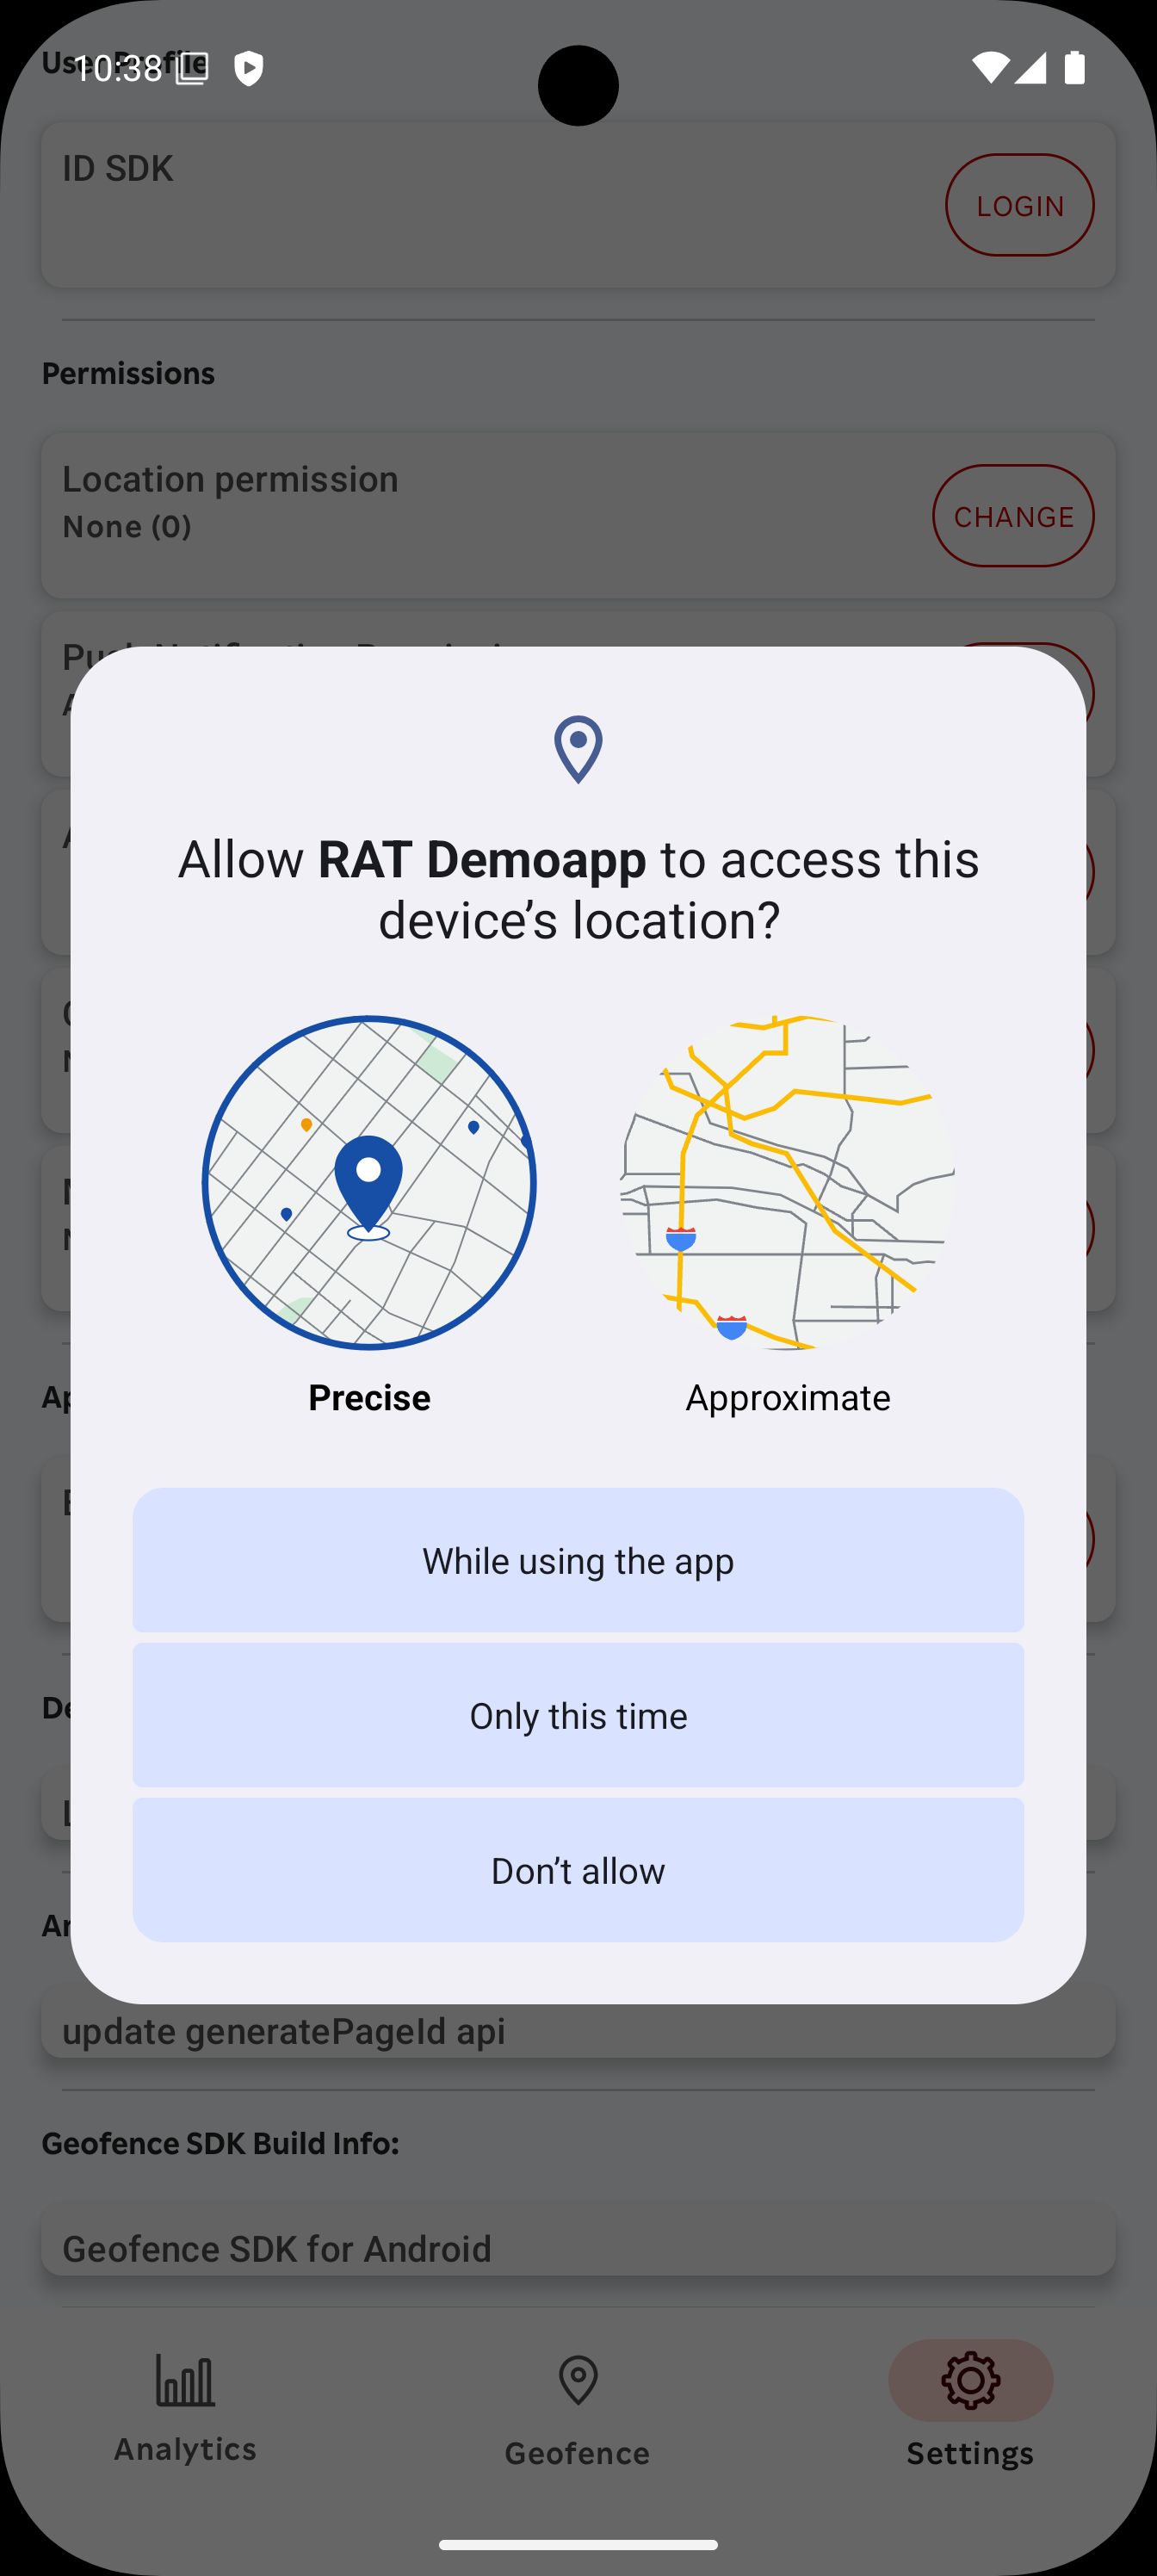 10:38
User Profile
ID SDK
LOGIN
Permissions
Location permission
None (0)
CHANGE
Allow RAT Demoapp to access this
device’s location?
Precise
Approximate
While using the app
Only this time
Don’t allow
update generatePageId api
Geofence SDK Build Info:
Geofence SDK for Android
Analytics
Geofence
Settings